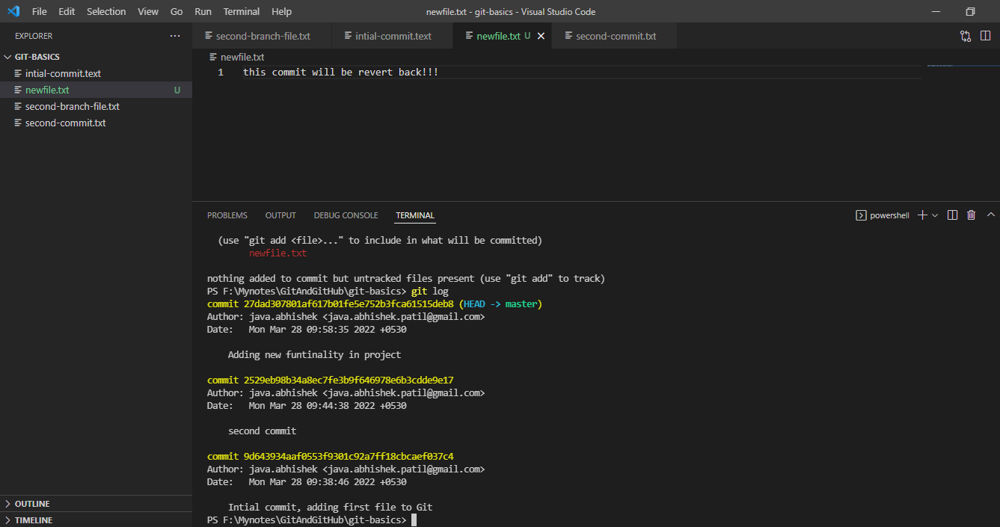 File Edit Selection View Go Run Terminal Help
newfile.txt - git-basics - Visual Studio Code
EXPLORER
GIT-BASICS
intial-commit.text
newfile.txt U
second-branch-file.txt
second-commit.txt
OUTLINE
TIMELINE
second-branch-file.txt intial-commit.text newfile.txt U second-commit.txt
newfile.txt
1 this commit will be revert back!!!
PROBLEMS OUTPUT DEBUG CONSOLE TERMINAL powershell
(use "git add <file>..." to include in what will be committed)
newfile.txt
nothing added to commit but untracked files present (use "git add" to track)
PS F:\Mynotes\GitAndGitHub\git-basics> git log
commit 27dad307801af617b01fe5e752b3fca61515deb8 (HEAD -> master)
Author: java.abhishek <java.abhishek.patil@gmail.com>
Date:   Mon Mar 28 09:58:35 2022 +0530
Adding new funtinality in project
commit 2529eb98b34a8ec7fe3b9f646978e6b3cdde9e17
Author: java.abhishek <java.abhishek.patil@gmail.com>
Date:   Mon Mar 28 09:44:38 2022 +0530
second commit
commit 9d643934aaf0553f9301c92a7ff18cbcaef037c4
Author: java.abhishek <java.abhishek.patil@gmail.com>
Date:   Mon Mar 28 09:38:46 2022 +0530
Intial commit, adding first file to Git
PS F:\Mynotes\GitAndGitHub\git-basics>